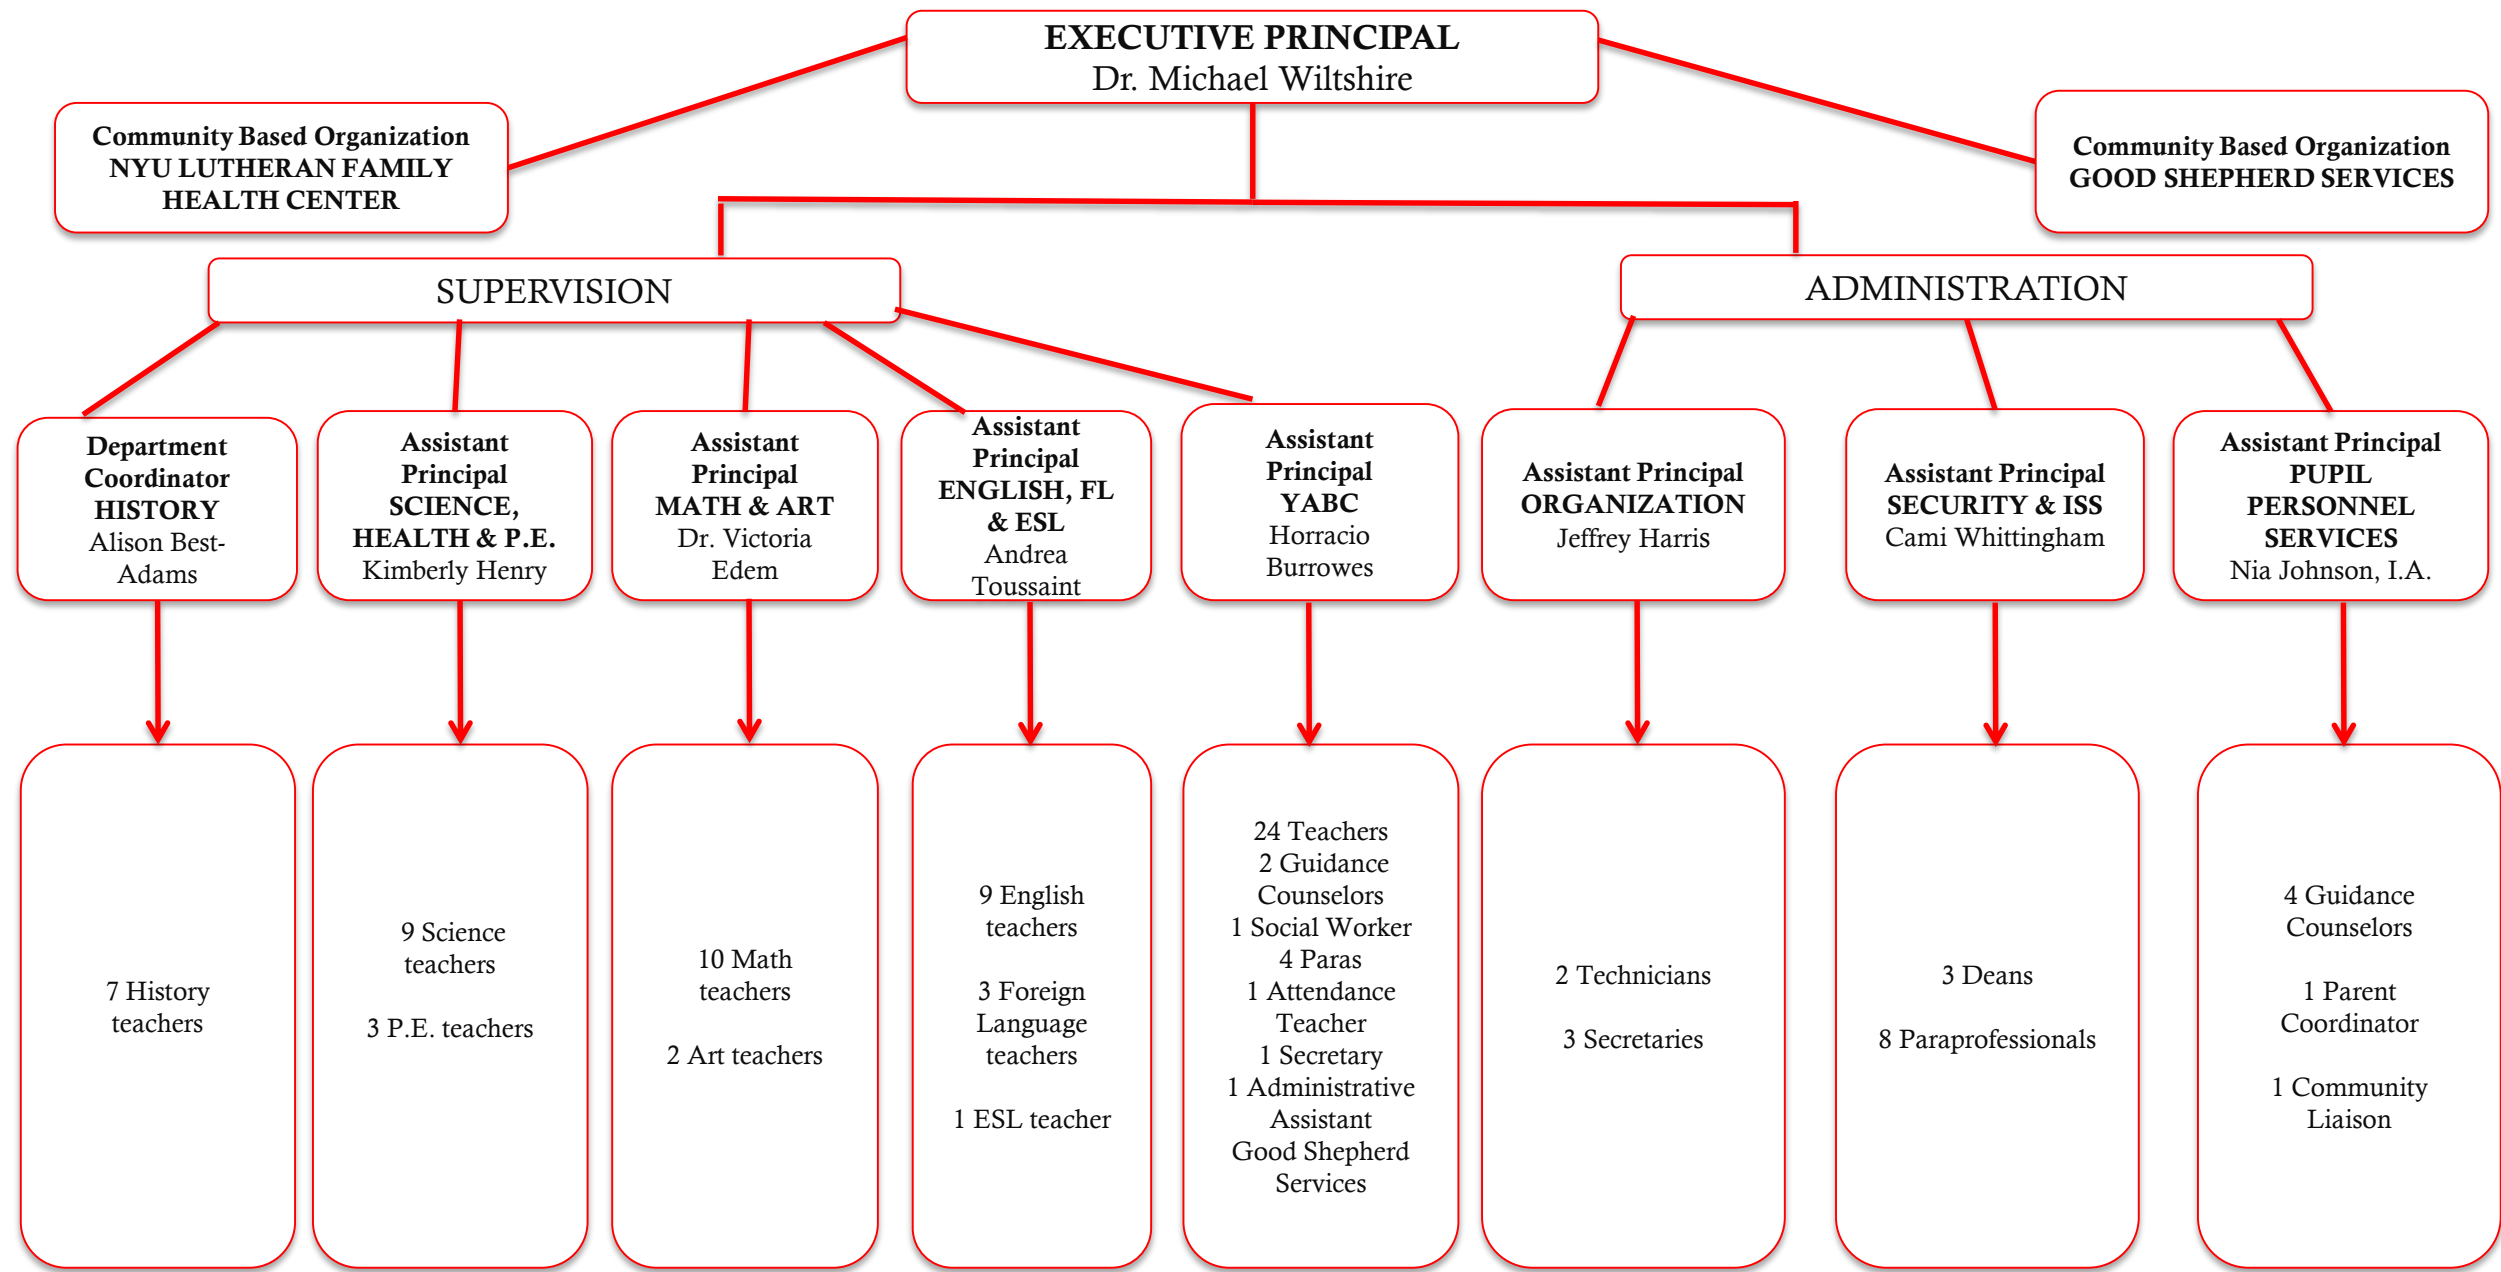 EXECUTIVE PRINCIPAL
Dr. Michael Wiltshire
Community Based Organization
NYU LUTHERAN FAMILY
HEALTH CENTER
Community Based Organization
GOOD SHEPHERD SERVICES
SUPERVISION
ADMINISTRATION
Department
Coordinator
HISTORY
Alison Best-
Adams
Assistant
Principal
SCIENCE,
HEALTH & P.E.
Kimberly Henry
Assistant
Principal
MATH & ART
Dr. Victoria
Edem
Assistant
Principal
ENGLISH, FL
& ESL
Andrea
Toussaint
Assistant
Principal
YABC
Horracio
Burrowes
Assistant Principal
ORGANIZATION
Jeffrey Harris
Assistant Principal
SECURITY & ISS
Cami Whittingham
Assistant Principal
PUPIL
PERSONNEL
SERVICES
Nia Johnson, I.A.
7 History
teachers
9 Science
teachers
3 P.E. teachers
10 Math
teachers
2 Art teachers
9 English
teachers
3 Foreign
Language
teachers
1 ESL teacher
24 Teachers
2 Guidance
Counselors
1 Social Worker
4 Paras
1 Attendance
Teacher
1 Secretary
1 Administrative
Assistant
Good Shepherd
Services
2 Technicians
3 Secretaries
3 Deans
8 Paraprofessionals
4 Guidance
Counselors
1 Parent
Coordinator
1 Community
Liaison